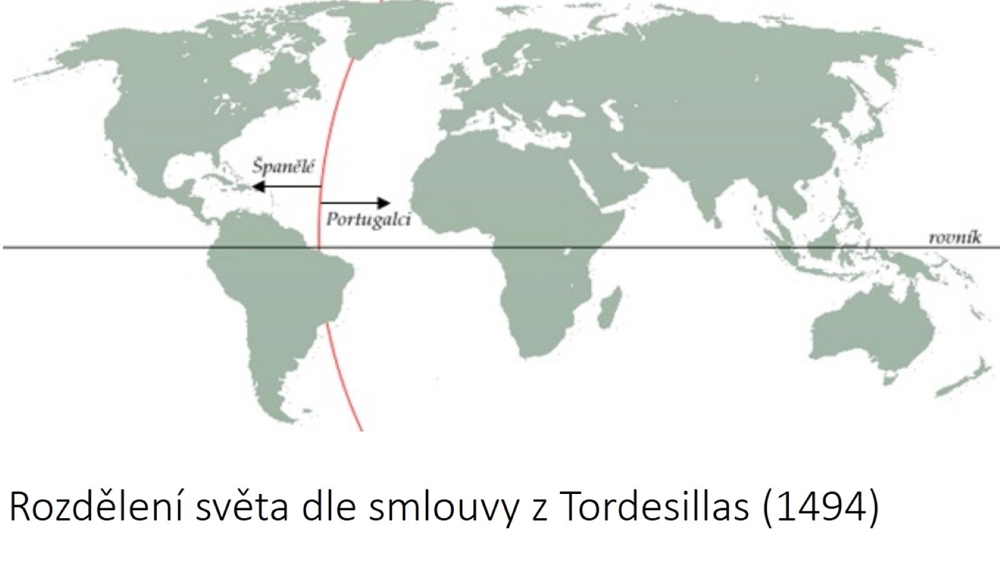 Španělé
Portugalci
rovník
Rozdělení světa dle smlouvy z Tordesillas (1494)